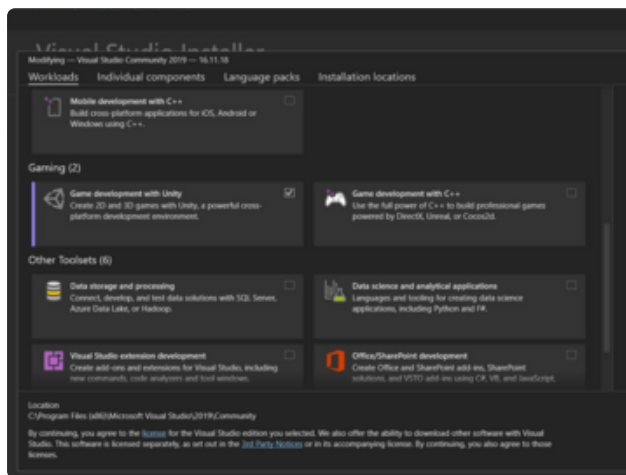 Visual Studio Installer
Modifying — Visual Studio Community 2019 — 16.11.18
Workloads Individual components Language packs Installation locations
Mobile development with C++
Build cross-platform applications for iOS, Android or
Windows using C++.
Gaming (2)
Game development with Unity
Create 2D and 3D games with Unity, a powerful cross-
platform development environment.
Game development with C++
Use the full power of C++ to build professional games
powered by DirectX, Unreal, or Cocos2d.
Other Toolsets (6)
Data storage and processing
Connect, develop, and test data solutions with SQL Server,
Azure Data Lake, or Hadoop.
Data science and analytical applications
Languages and tooling for creating data science
applications, including Python and F#.
Visual Studio extension development
Create add-ons and extensions for Visual Studio, including
new commands, code analyzers and tool windows.
Office/SharePoint development
Create Office and SharePoint add-ins, SharePoint
solutions, and VSTO add-ins using C#, VB, and JavaScript.
Location
C:\Program Files (x86)\Microsoft Visual Studio\2019\Community
By continuing, you agree to the license for the Visual Studio edition you selected. We also offer the ability to download other software with Visual
Studio. This software is licensed separately, as set out in the 3rd Party Notices or in its accompanying license. By continuing, you also agree to those
licenses.